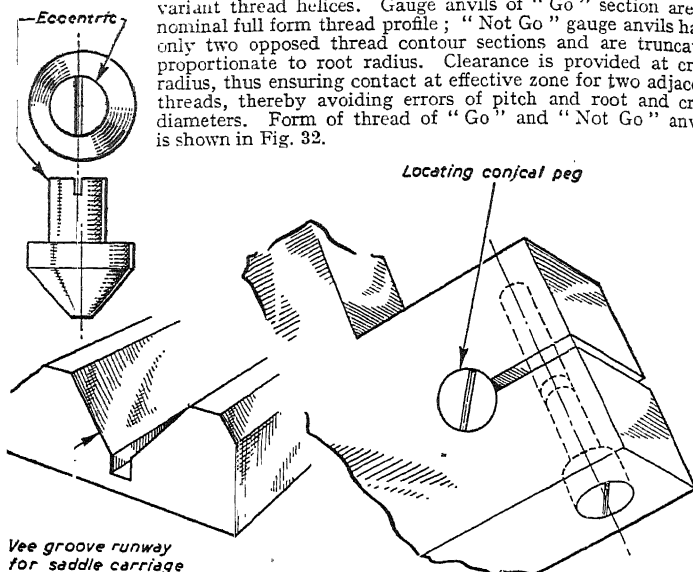 Eccentric
variant thread helices. Gauge anvils of “ Go ” section are
nominal full form thread profile ; “ Not Go ” gauge anvils ha
only two opposed thread contour sections and are truncat
proportionate to root radius. Clearance is provided at cr
radius, thus ensuring contact at effective zone for two adjac
threads, thereby avoiding errors of pitch and root and cr
diameters. Form of thread of “ Go ” and “ Not Go ” anv
is shown in Fig. 32.
Locating conical peg
Vee groove runway
for saddle carriage